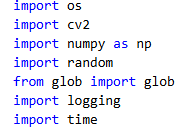 import os
import cv2
import numpy as np
import random
from glob import glob
import logging
import time